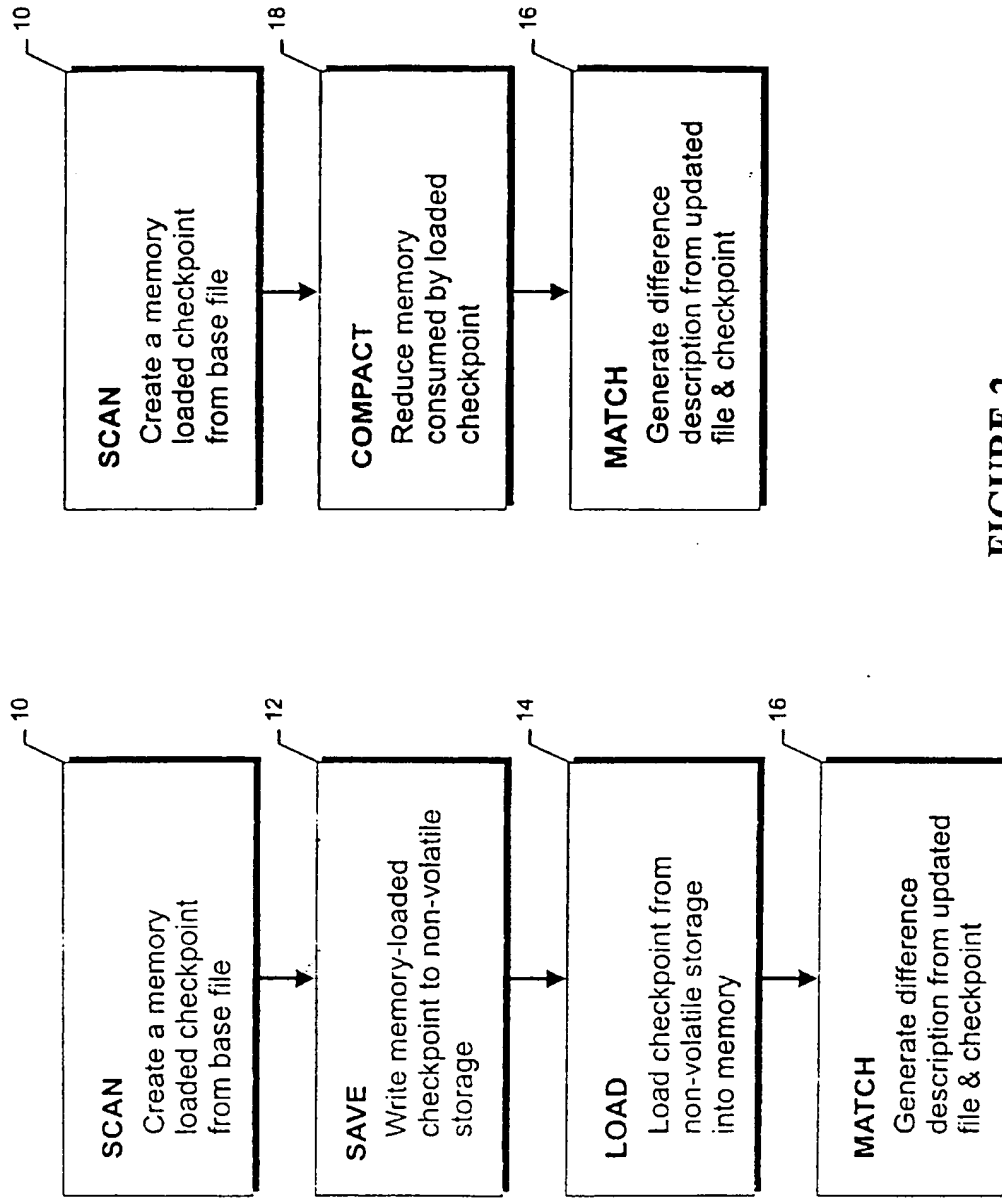 10
SCAN
Create a memory
loaded checkpoint
from base file
12
SAVE
Write memory-loaded
checkpoint to non-volatile
storage
14
LOAD
Load checkpoint from
non-volatile storage
into memory
16
MATCH
Generate difference
description from updated
file & checkpoint
10
SCAN
Create a memory
loaded checkpoint
from base file
18
COMPACT
Reduce memory
consumed by loaded
checkpoint
16
MATCH
Generate difference
description from updated
file & checkpoint
FIGURE